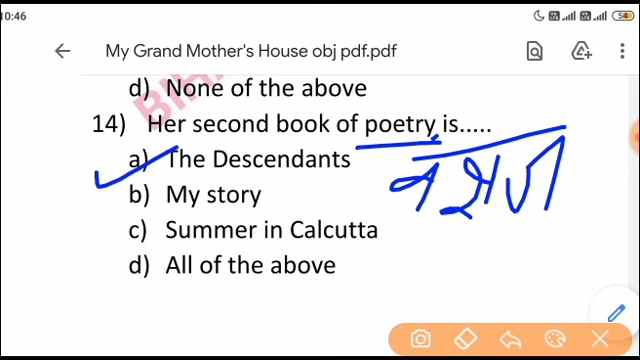 10:46
54
My Grand Mother's House obj pdf.pdf
d) None of the above
14) Her second book of poetry is.....
a) The Descendants
b) My story
c) Summer in Calcutta
d) All of the above